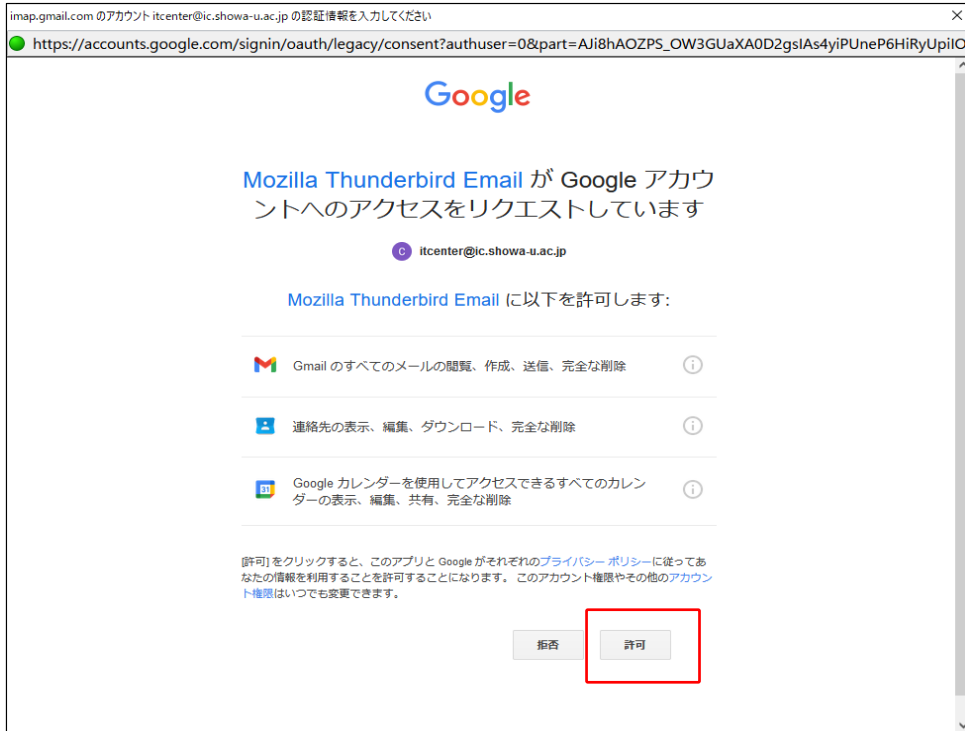 imap.gmail.com のアカウント itcenter@ic.showa-u.ac.jp の認証情報を入力してください
https://accounts.google.com/signin/oauth/legacy/consent?authuser=0&part=AJi8hAOZPS_OW3GUaXA0D2gsIAs4yiPUneP6HiRyUpiIO
Google
Mozilla Thunderbird Email が Google アカウ
ントへのアクセスをリクエストしています
C itcenter@ic.showa-u.ac.jp
Mozilla Thunderbird Email に以下を許可します:
Gmail のすべてのメールの閲覧、作成、送信、完全な削除
連絡先の表示、編集、ダウンロード、完全な削除
31 Google カレンダーを使用してアクセスできるすべてのカレン
ダーの表示、編集、共有、完全な削除
[許可] をクリックすると、このアプリと Google がそれぞれのプライバシー ポリシーに従ってあ
なたの情報を利用することを許可することになります。 このアカウント権限やその他のアカウン
ト権限はいつでも変更できます。
拒否 許可